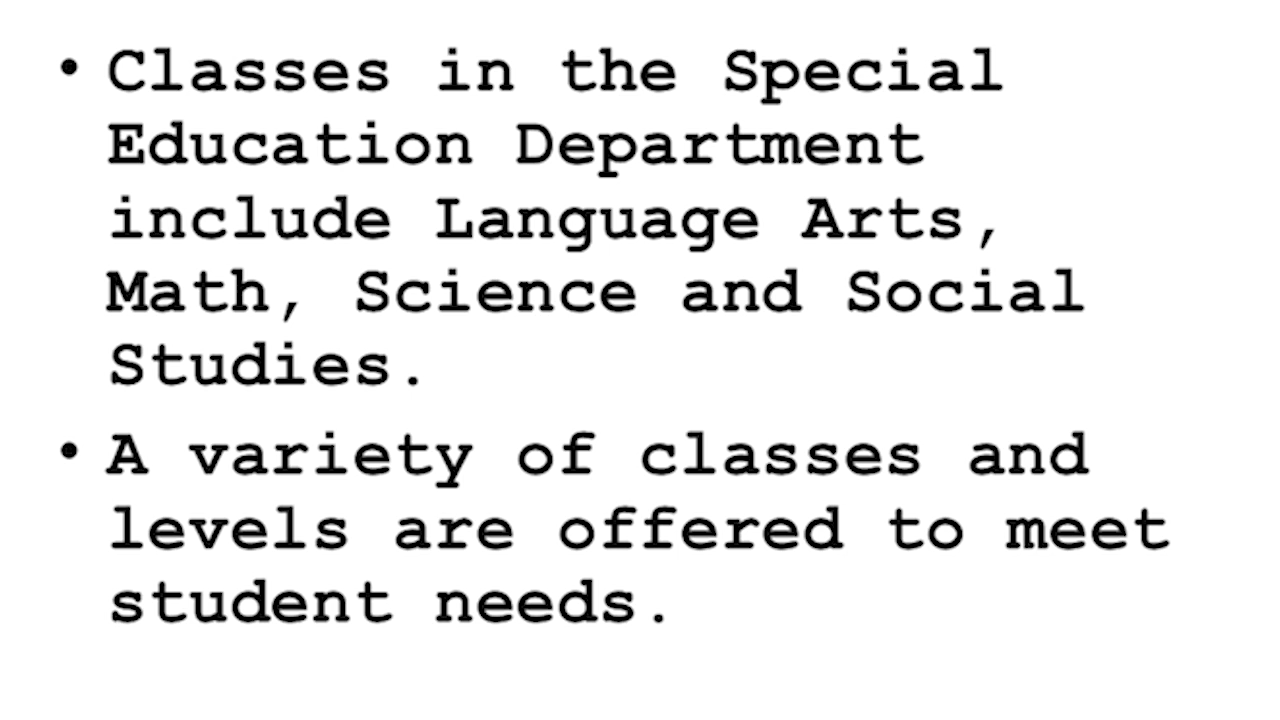 • Classes in the Special
Education Department
include Language Arts,
Math, Science and Social
Studies.
• A variety of classes and
levels are offered to meet
student needs.